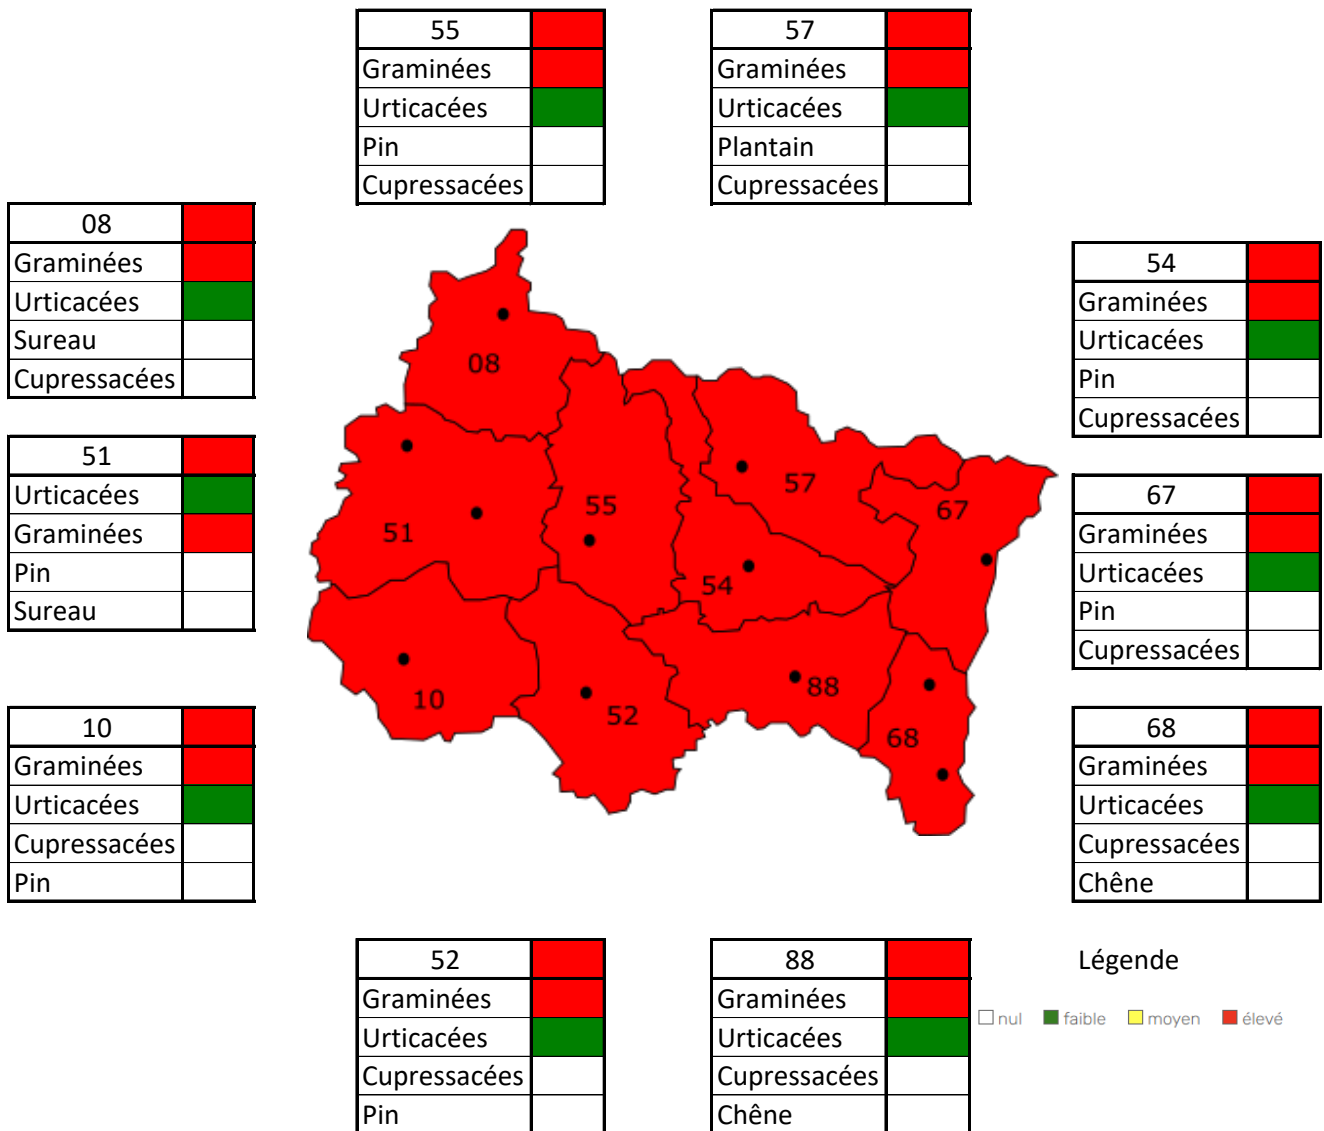 55
Graminées
Urticacées
Pin
Cupressacées
57
Graminées
Urticacées
Plantain
Cupressacées
08
Graminées
Urticacées
Sureau
Cupressacées
54
Graminées
Urticacées
Pin
Cupressacées
51
Urticacées
Graminées
Pin
Sureau
67
Graminées
Urticacées
Pin
Cupressacées
10
Graminées
Urticacées
Cupressacées
Pin
68
Graminées
Urticacées
Cupressacées
Chêne
08
57
55
67
51
54
88
10
52
68
52
Graminées
Urticacées
Cupressacées
Pin
88
Graminées
Urticacées
Cupressacées
Chêne
Légende
nul faible moyen élevé